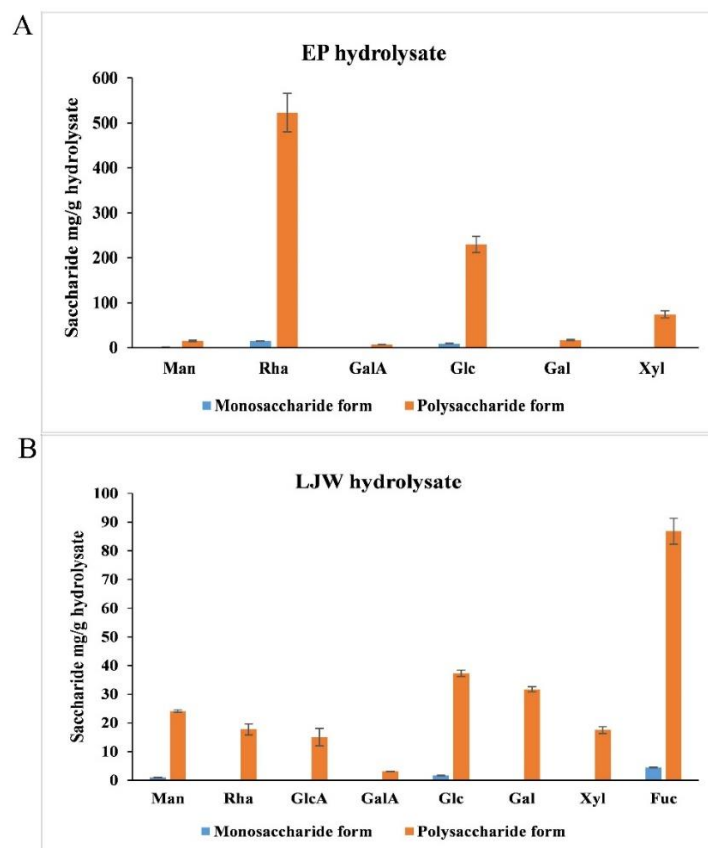 A
EP hydrolysate
Saccharide mg/g hydrolysate
600
500
400
300
200
100
0
Man Rha GalA Glc Gal Xyl
Monosaccharide form Polysaccharide form
B
LJW hydrolysate
Saccharide mg/g hydrolysate
100
90
80
70
60
50
40
30
20
10
0
Man Rha GlcA GalA Glc Gal Xyl Fuc
Monosaccharide form Polysaccharide form